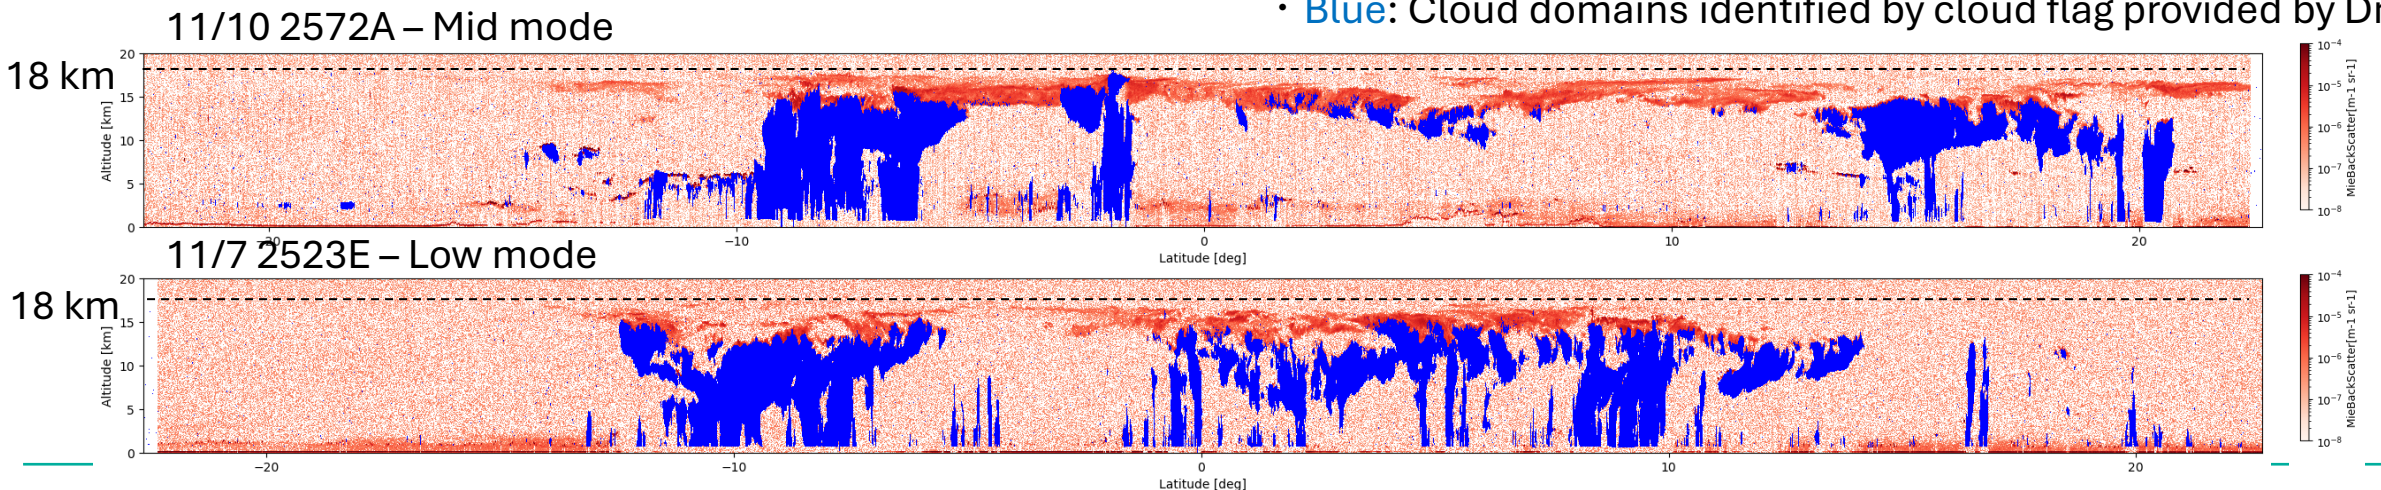 ・Blue: Cloud domains identified by cloud flag provided by
11/10 2572A – Mid mode
18 km
20
15
10
5
0
Altitude [km]
−20
−10
0
10
20
Latitude [deg]
10⁻⁴
10⁻⁵
10⁻⁶
10⁻⁷
10⁻⁸
MieBackScatter[m-1 sr-1]
11/7 2523E – Low mode
18 km
20
15
10
5
0
Altitude [km]
−20
−10
0
10
20
Latitude [deg]
10⁻⁴
10⁻⁵
10⁻⁶
10⁻⁷
10⁻⁸
MieBackScatter[m-1 sr-1]